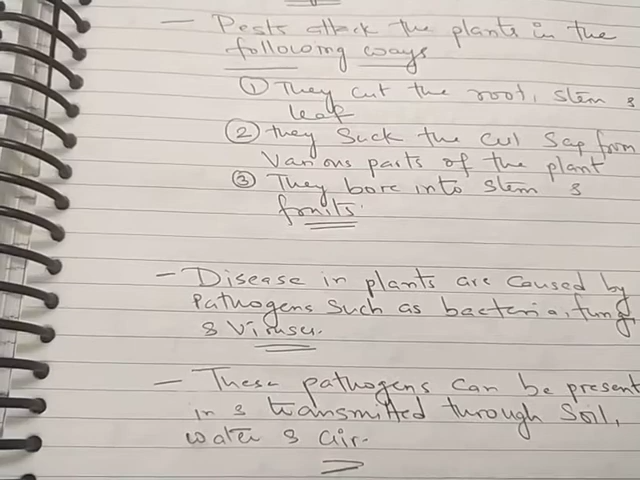 — Pests attack the plants in the
following ways
① They cut the root, stem &
leaf
② they suck the cell sap from
various parts of the plant
③ They bore into stem &
fruits.
— Disease in plants are caused by
pathogens such as bacteria, fungi
& viruses.
— These pathogens can be present
in & transmitted through soil,
water & air.